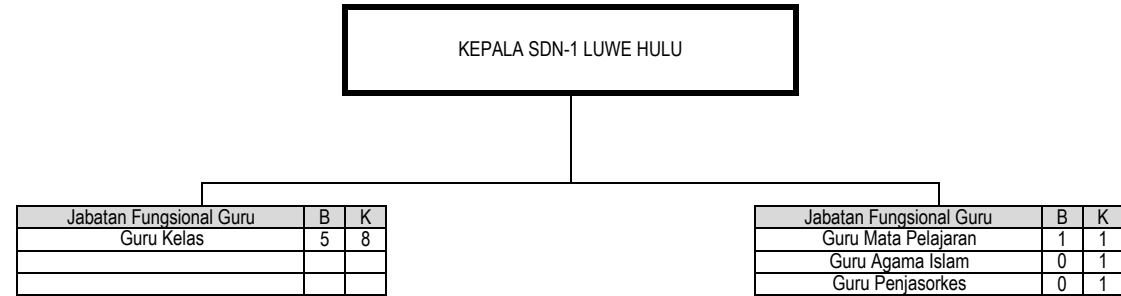 KEPALA SDN-1 LUWE HULU
Jabatan Fungsional Guru B K
Guru Kelas 5 8
Jabatan Fungsional Guru B K
Guru Mata Pelajaran 1 1
Guru Agama Islam 0 1
Guru Penjasorkes 0 1